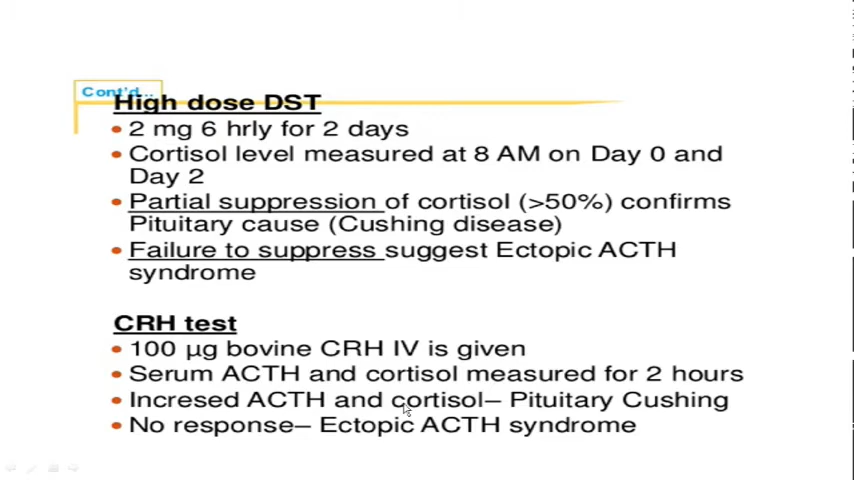 Cont'd...
High dose DST
• 2 mg 6 hrly for 2 days
• Cortisol level measured at 8 AM on Day 0 and
Day 2
• Partial suppression of cortisol (>50%) confirms
Pituitary cause (Cushing disease)
• Failure to suppress suggest Ectopic ACTH
syndrome
CRH test
• 100 µg bovine CRH IV is given
• Serum ACTH and cortisol measured for 2 hours
• Incresed ACTH and cortisol– Pituitary Cushing
• No response– Ectopic ACTH syndrome